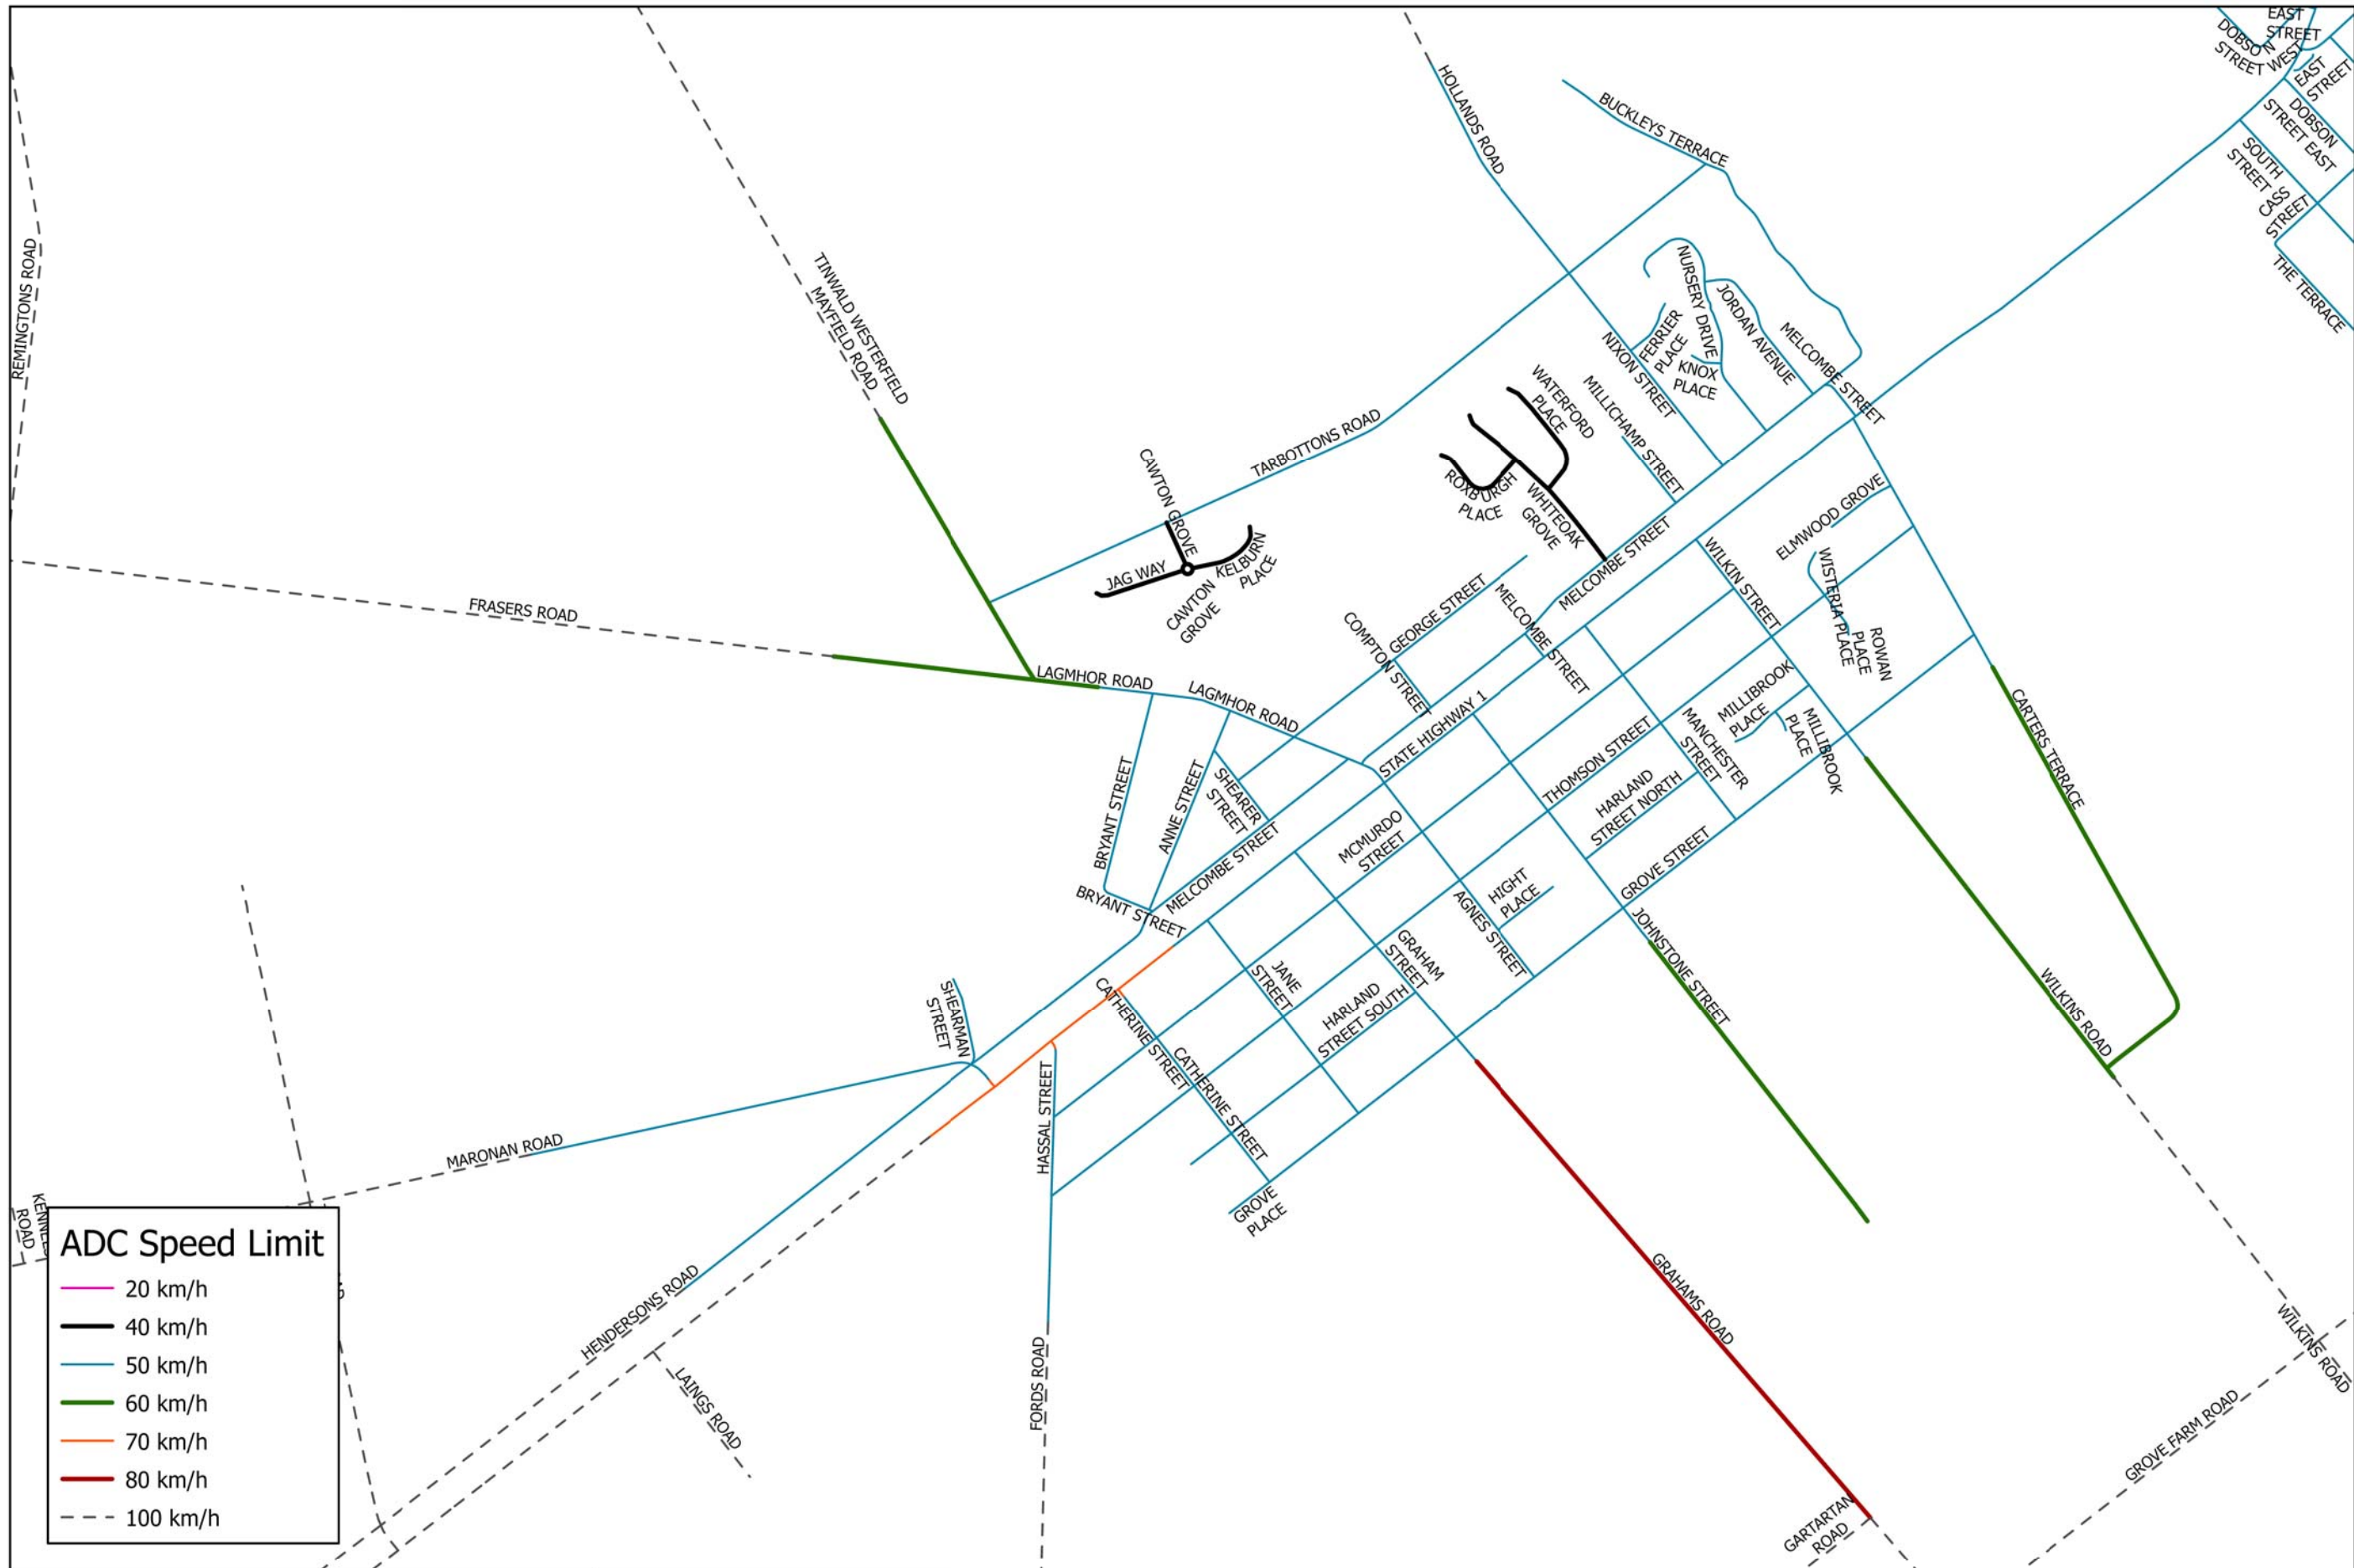 EAST
STREET
DOBSON
STREET
WEST
EAST
STREET
DOBSON
STREET EAST
SOUTH
STREET
CASS
STREET
THE TERRACE
HOLLANDS ROAD
BUCKLEYS TERRACE
REMINGTONS ROAD
TINWALD WESTERFIELD
MAYFIELD ROAD
NURSERY DRIVE
JORDAN AVENUE
FERRIER
PLACE
KNOX
PLACE
NIXON STREET
MELCOMBE STREET
MILLICHAMP STREET
WATERFORD
PLACE
TARBOTTONS ROAD
ROXBURGH
PLACE
WHITEOAK
GROVE
CAWTON GROVE
JAG WAY
KELBURN
PLACE
CAWTON
GROVE
ELMWOOD GROVE
WISTERIA PLACE
ROWAN
PLACE
WILKIN STREET
MELCOMBE STREET
GEORGE STREET
MELCOMBE STREET
COMPTON STREET
FRASERS ROAD
LAGMHOR ROAD
LAGMHOR ROAD
STATE HIGHWAY 1
MILLIBROOK
PLACE
MILLIBROOK
PLACE
MANCHESTER
STREET
THOMSON STREET
HARLAND
STREET NORTH
CARTERS TERRACE
BRYANT STREET
ANNE STREET
SHEARER
STREET
MELCOMBE STREET
MCMURDO
STREET
GROVE STREET
HIGHT
PLACE
AGNES STREET
BRYANT STREET
JOHNSTONE STREET
GRAHAM
STREET
JANE
STREET
HARLAND
STREET SOUTH
WILKINS ROAD
SHEARMAN
STREET
CATHERINE STREET
CATHERINE STREET
HASSAL STREET
MARONAN ROAD
GROVE
PLACE
ROAD
HENDERSONS ROAD
GRAHAMS ROAD
FORDS ROAD
LAINGS ROAD
WILKINS ROAD
GROVE FARM ROAD
GARTARTAN
ROAD
ADC Speed Limit
20 km/h
40 km/h
50 km/h
60 km/h
70 km/h
80 km/h
100 km/h